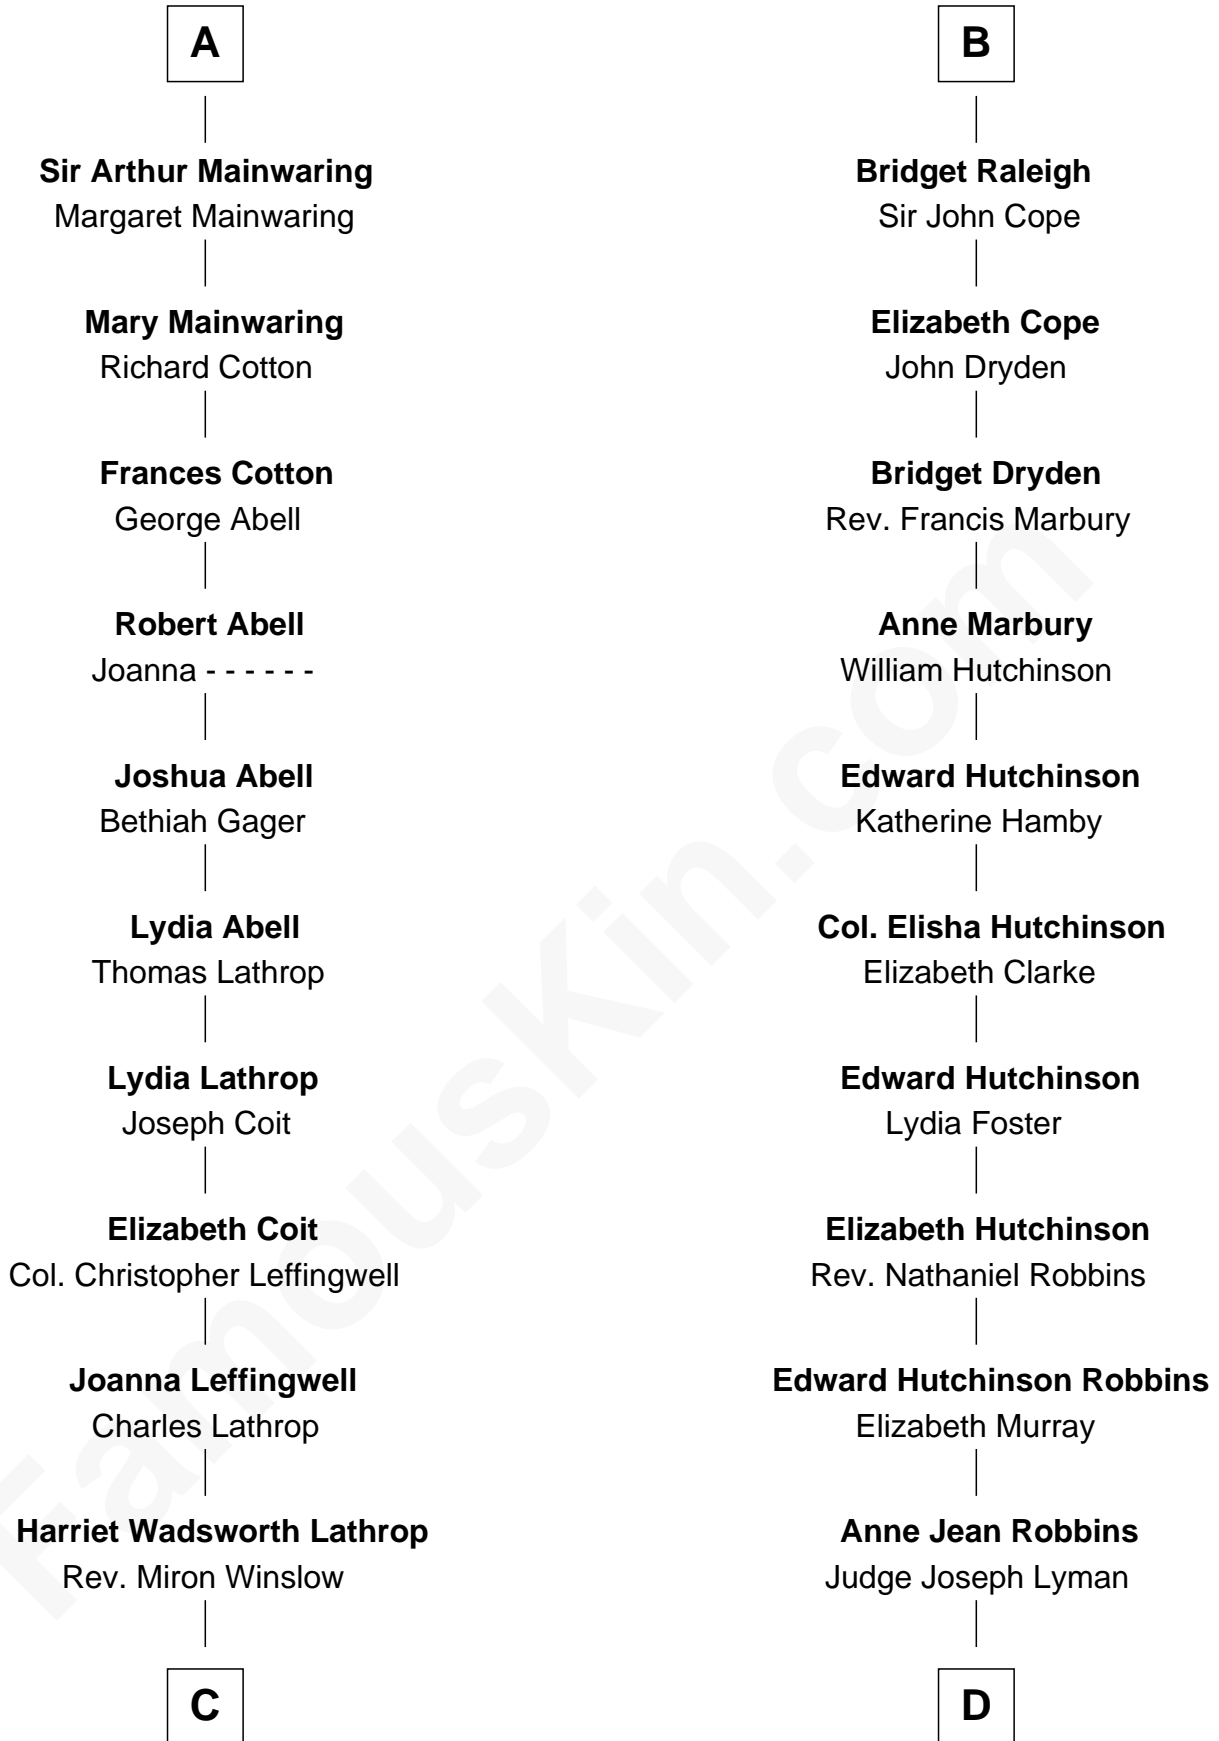 A
Sir Arthur Mainwaring
Margaret Mainwaring
Mary Mainwaring
Richard Cotton
Frances Cotton
George Abell
Robert Abell
Joanna - - - - - -
Joshua Abell
Bethiah Gager
Lydia Abell
Thomas Lathrop
Lydia Lathrop
Joseph Coit
Elizabeth Coit
Col. Christopher Leffingwell
Joanna Leffingwell
Charles Lathrop
Harriet Wadsworth Lathrop
Rev. Miron Winslow
C
B
Bridget Raleigh
Sir John Cope
Elizabeth Cope
John Dryden
Bridget Dryden
Rev. Francis Marbury
Anne Marbury
William Hutchinson
Edward Hutchinson
Katherine Hamby
Col. Elisha Hutchinson
Elizabeth Clarke
Edward Hutchinson
Lydia Foster
Elizabeth Hutchinson
Rev. Nathaniel Robbins
Edward Hutchinson Robbins
Elizabeth Murray
Anne Jean Robbins
Judge Joseph Lyman
D
FamousKin.com